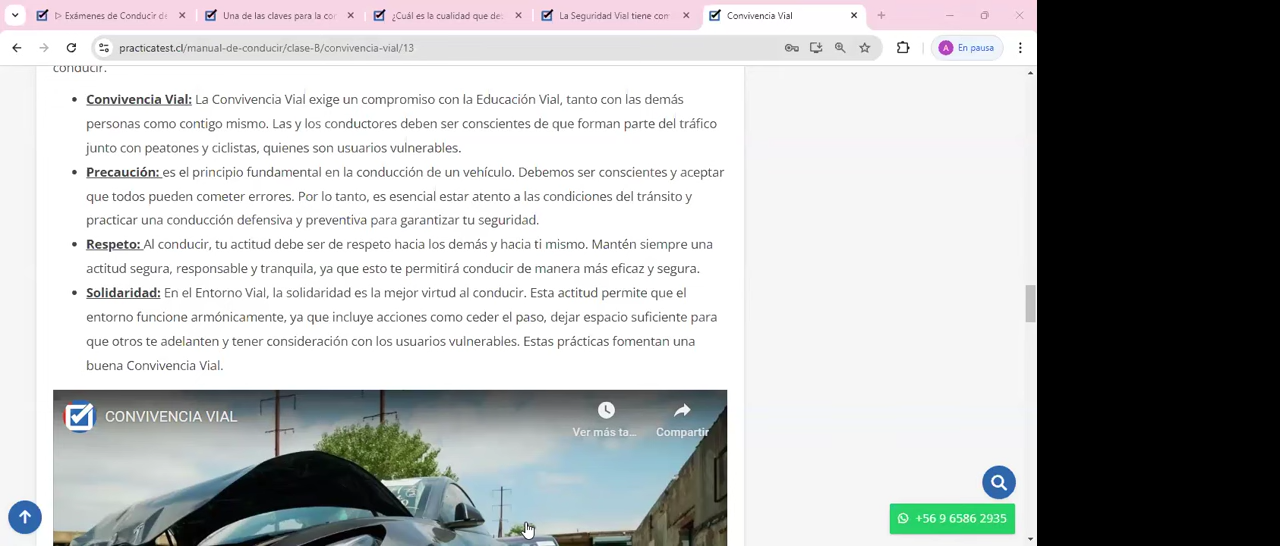 ▷ Exámenes de Conducir de
Una de las claves para la con
¿Cuál es la cualidad que deb
La Seguridad Vial tiene com
Convivencia Vial
practicatest.cl/manual-de-conducir/clase-B/convivencia-vial/13
A En pausa
conducir.
• Convivencia Vial: La Convivencia Vial exige un compromiso con la Educación Vial, tanto con las demás
personas como contigo mismo. Las y los conductores deben ser conscientes de que forman parte del tráfico
junto con peatones y ciclistas, quienes son usuarios vulnerables.
• Precaución: es el principio fundamental en la conducción de un vehículo. Debemos ser conscientes y aceptar
que todos pueden cometer errores. Por lo tanto, es esencial estar atento a las condiciones del tránsito y
practicar una conducción defensiva y preventiva para garantizar tu seguridad.
• Respeto: Al conducir, tu actitud debe ser de respeto hacia los demás y hacia ti mismo. Mantén siempre una
actitud segura, responsable y tranquila, ya que esto te permitirá conducir de manera más eficaz y segura.
• Solidaridad: En el Entorno Vial, la solidaridad es la mejor virtud al conducir. Esta actitud permite que el
entorno funcione armónicamente, ya que incluye acciones como ceder el paso, dejar espacio suficiente para
que otros te adelanten y tener consideración con los usuarios vulnerables. Estas prácticas fomentan una
buena Convivencia Vial.
CONVIVENCIA VIAL
Ver más ta...
Compartir
+56 9 6586 2935